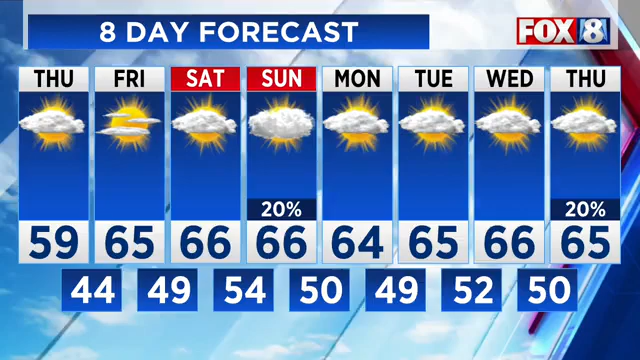 8 DAY FORECAST
FOX 8
THU FRI SAT SUN MON TUE WED THU
20% 20%
59 65 66 66 64 65 66 65
44 49 54 50 49 52 50